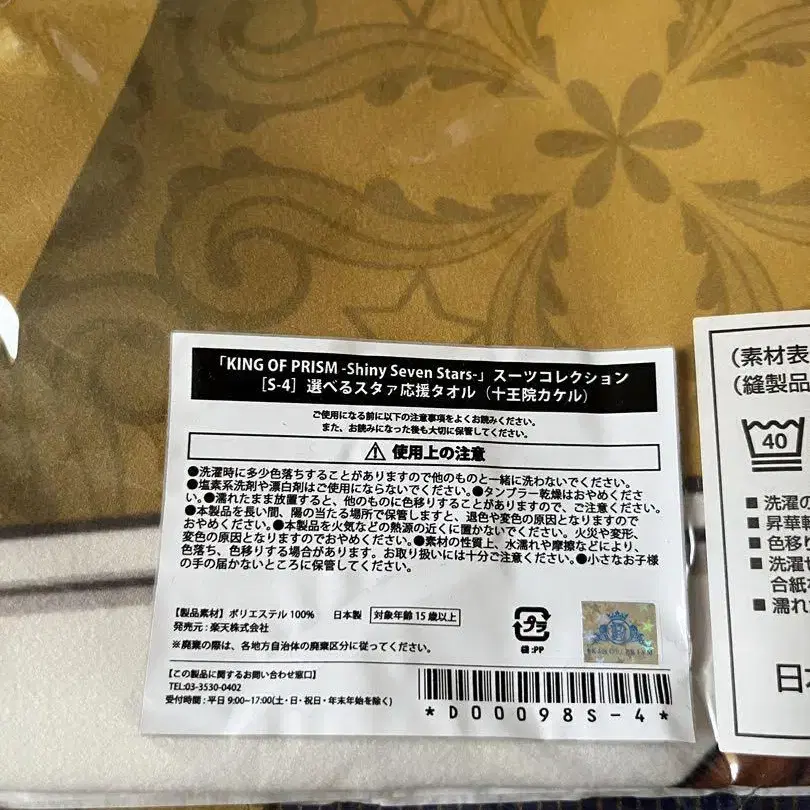 「KING OF PRISM -Shiny Seven Stars-」スーツコレクション
[S-4] 選べるスタァ応援タオル（十王院カケル）
ご使用になる前に以下の注意事項をよくお読みください。
また、お読みになった後も大切に保管してください。
使用上の注意
●洗濯時に多少色落ちすることがありますので他のものと一緒に洗わないでください。
●塩素系洗剤や漂白剤はご使用にならないでください。●タンブラー乾燥はおやめくださ
い。●濡れたまま放置すると、他のものに色移りすることがありますので、ご注意ください。
●本製品を長い間、陽の当たる場所で保管しますと、退色や変色の原因となりますので
おやめください。●本製品を火気などの熱源の近くに置かないでください。火災や変形、
変色の原因となりますのでおやめください。●素材の性質上、水濡れや摩擦などにより、
色落ち、色移りする場合があります。お取り扱いには十分ご注意ください。●小さなお子様
の手の届かないところに保管してください。
【製品素材】ポリエステル 100% 日本製 対象年齢 15 歳以上
発売元：楽天株式会社
※廃棄の際は、各地方自治体の廃棄区分に従ってください。
プラ
袋:PP
KING OF PRISM
【この製品に関するお問い合わせ窓口】
TEL:03-3530-0402
受付時間：平日 9:00~17:00(土・日・祝日・年末年始を除く)
*D00098S-4*
(素材表
(縫製品
40
■ 洗濯の
■ 昇華転
■ 色移り
■ 洗濯
合紙
■ 濡れ
日本